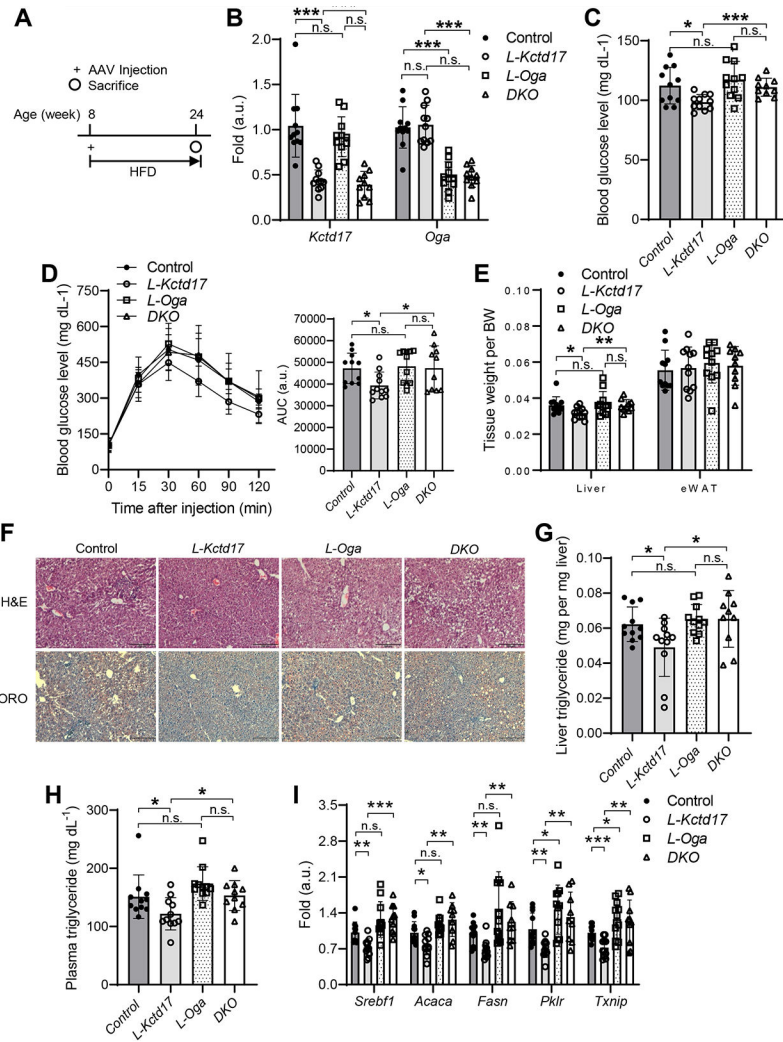 A
+ AAV Injection
Sacrifice
Age (week) 8 24
+
HFD
B
Control
L-Kctd17
L-Oga
DKO
*** n.s.
n.s. n.s.
***
***
n.s. n.s.
Fold (a.u.)
2.0
1.5
1.0
0.5
0.0
Kctd17 Oga
C
* ***
n.s. n.s.
Blood glucose level (mg dL-1)
150
100
50
0
Control L-Kctd17 L-Oga DKO
D
Control
L-Kctd17
L-Oga
DKO
Blood glucose level (mg dL-1)
750
600
450
300
150
0
0 15 30 60 90 120
Time after injection (min)
* *
n.s. n.s.
AUC (a.u.)
70000
60000
50000
40000
30000
20000
10000
0
Control L-Kctd17 L-Oga DKO
E
Control
L-Kctd17
L-Oga
DKO
Tissue weight per BW
0.10
0.08
0.06
0.04
0.02
0.00
* **
n.s. n.s.
Liver eWAT
F
Control L-Kctd17 L-Oga DKO
H&E
ORO
G
* *
n.s. n.s.
Liver triglyceride (mg per mg liver)
0.10
0.08
0.06
0.04
0.02
0.00
Control L-Kctd17 L-Oga DKO
H
* *
n.s. n.s.
Plasma triglyceride (mg dL-1)
300
200
150
100
0
Control L-Kctd17 L-Oga DKO
I
Control
L-Kctd17
L-Oga
DKO
Fold (a.u.)
3.5
2.8
2.1
1.4
0.7
0.0
*** n.s. **
** n.s. *
** n.s. **
** * **
** * ***
Srebf1 Acaca Fasn Pklr Txnip